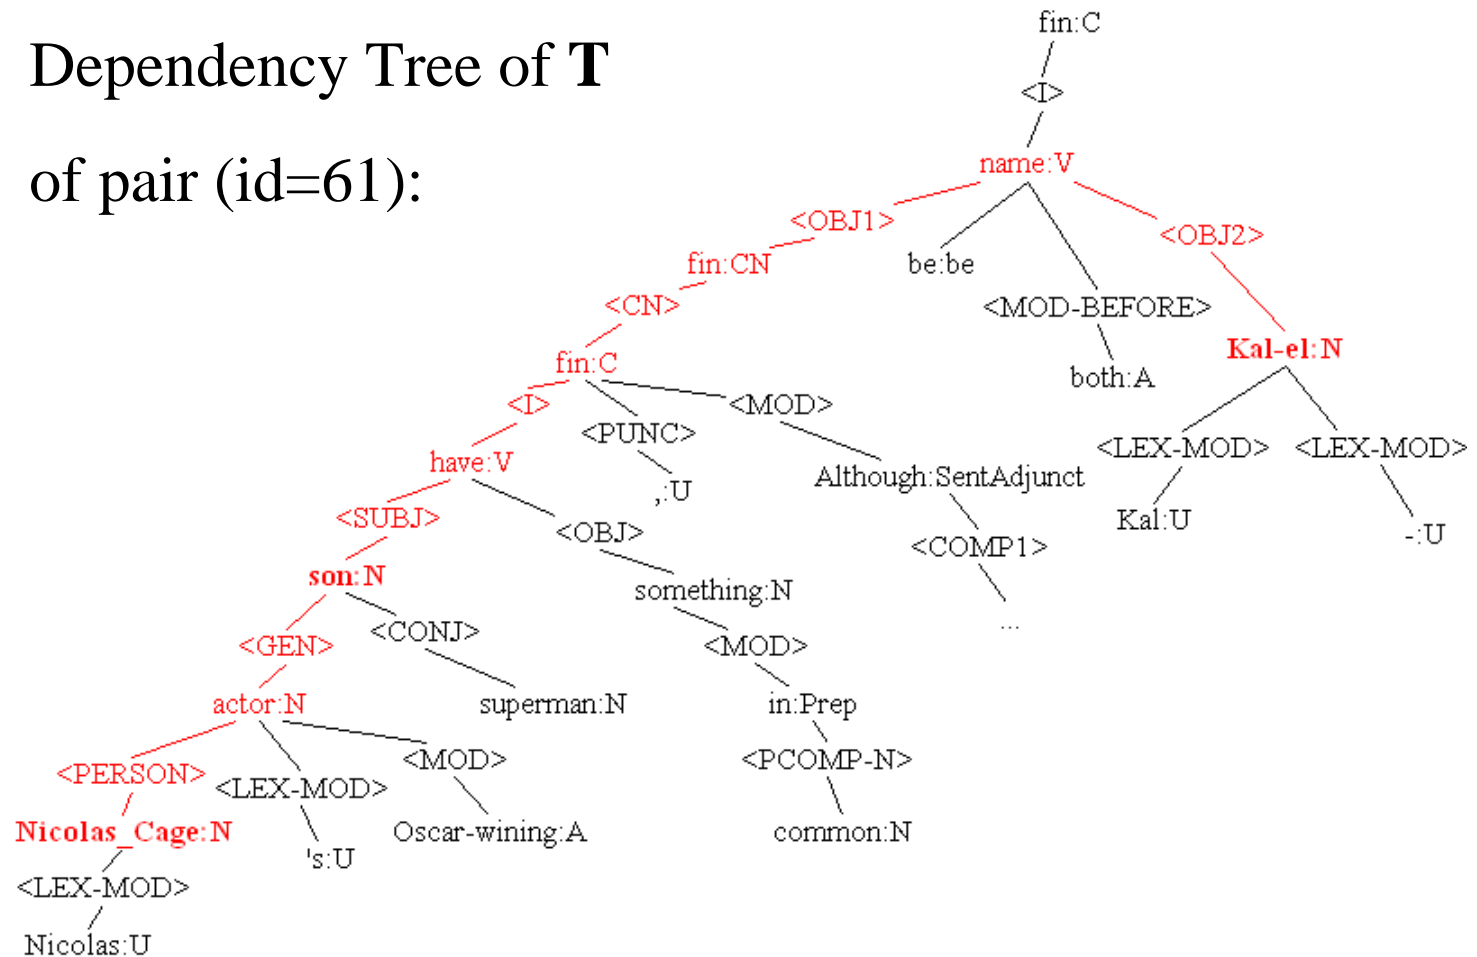 fin:C
Dependency Tree of T
<I>
name:V
of pair (id=61):
<OBJ1>
<OBJ2>
fin:CN
be:be
<CN>
<MOD-BEFORE>
Kal-el:N
fin:C
both:A
<I>
<MOD>
<PUNC>
<LEX-MOD> <LEX-MOD>
have:V
Although:SentAdjunct
,:U
<SUBJ>
Kal:U
<OBJ>
-:U
<COMP1>
son:N
something:N
...
<CONJ>
<GEN>
<MOD>
actor:N
superman:N
in:Prep
<MOD>
<PCOMP-N>
<PERSON>
<LEX-MOD>
Nicolas_Cage:N
Oscar-wining:A
common:N
's:U
<LEX-MOD>
Nicolas:U